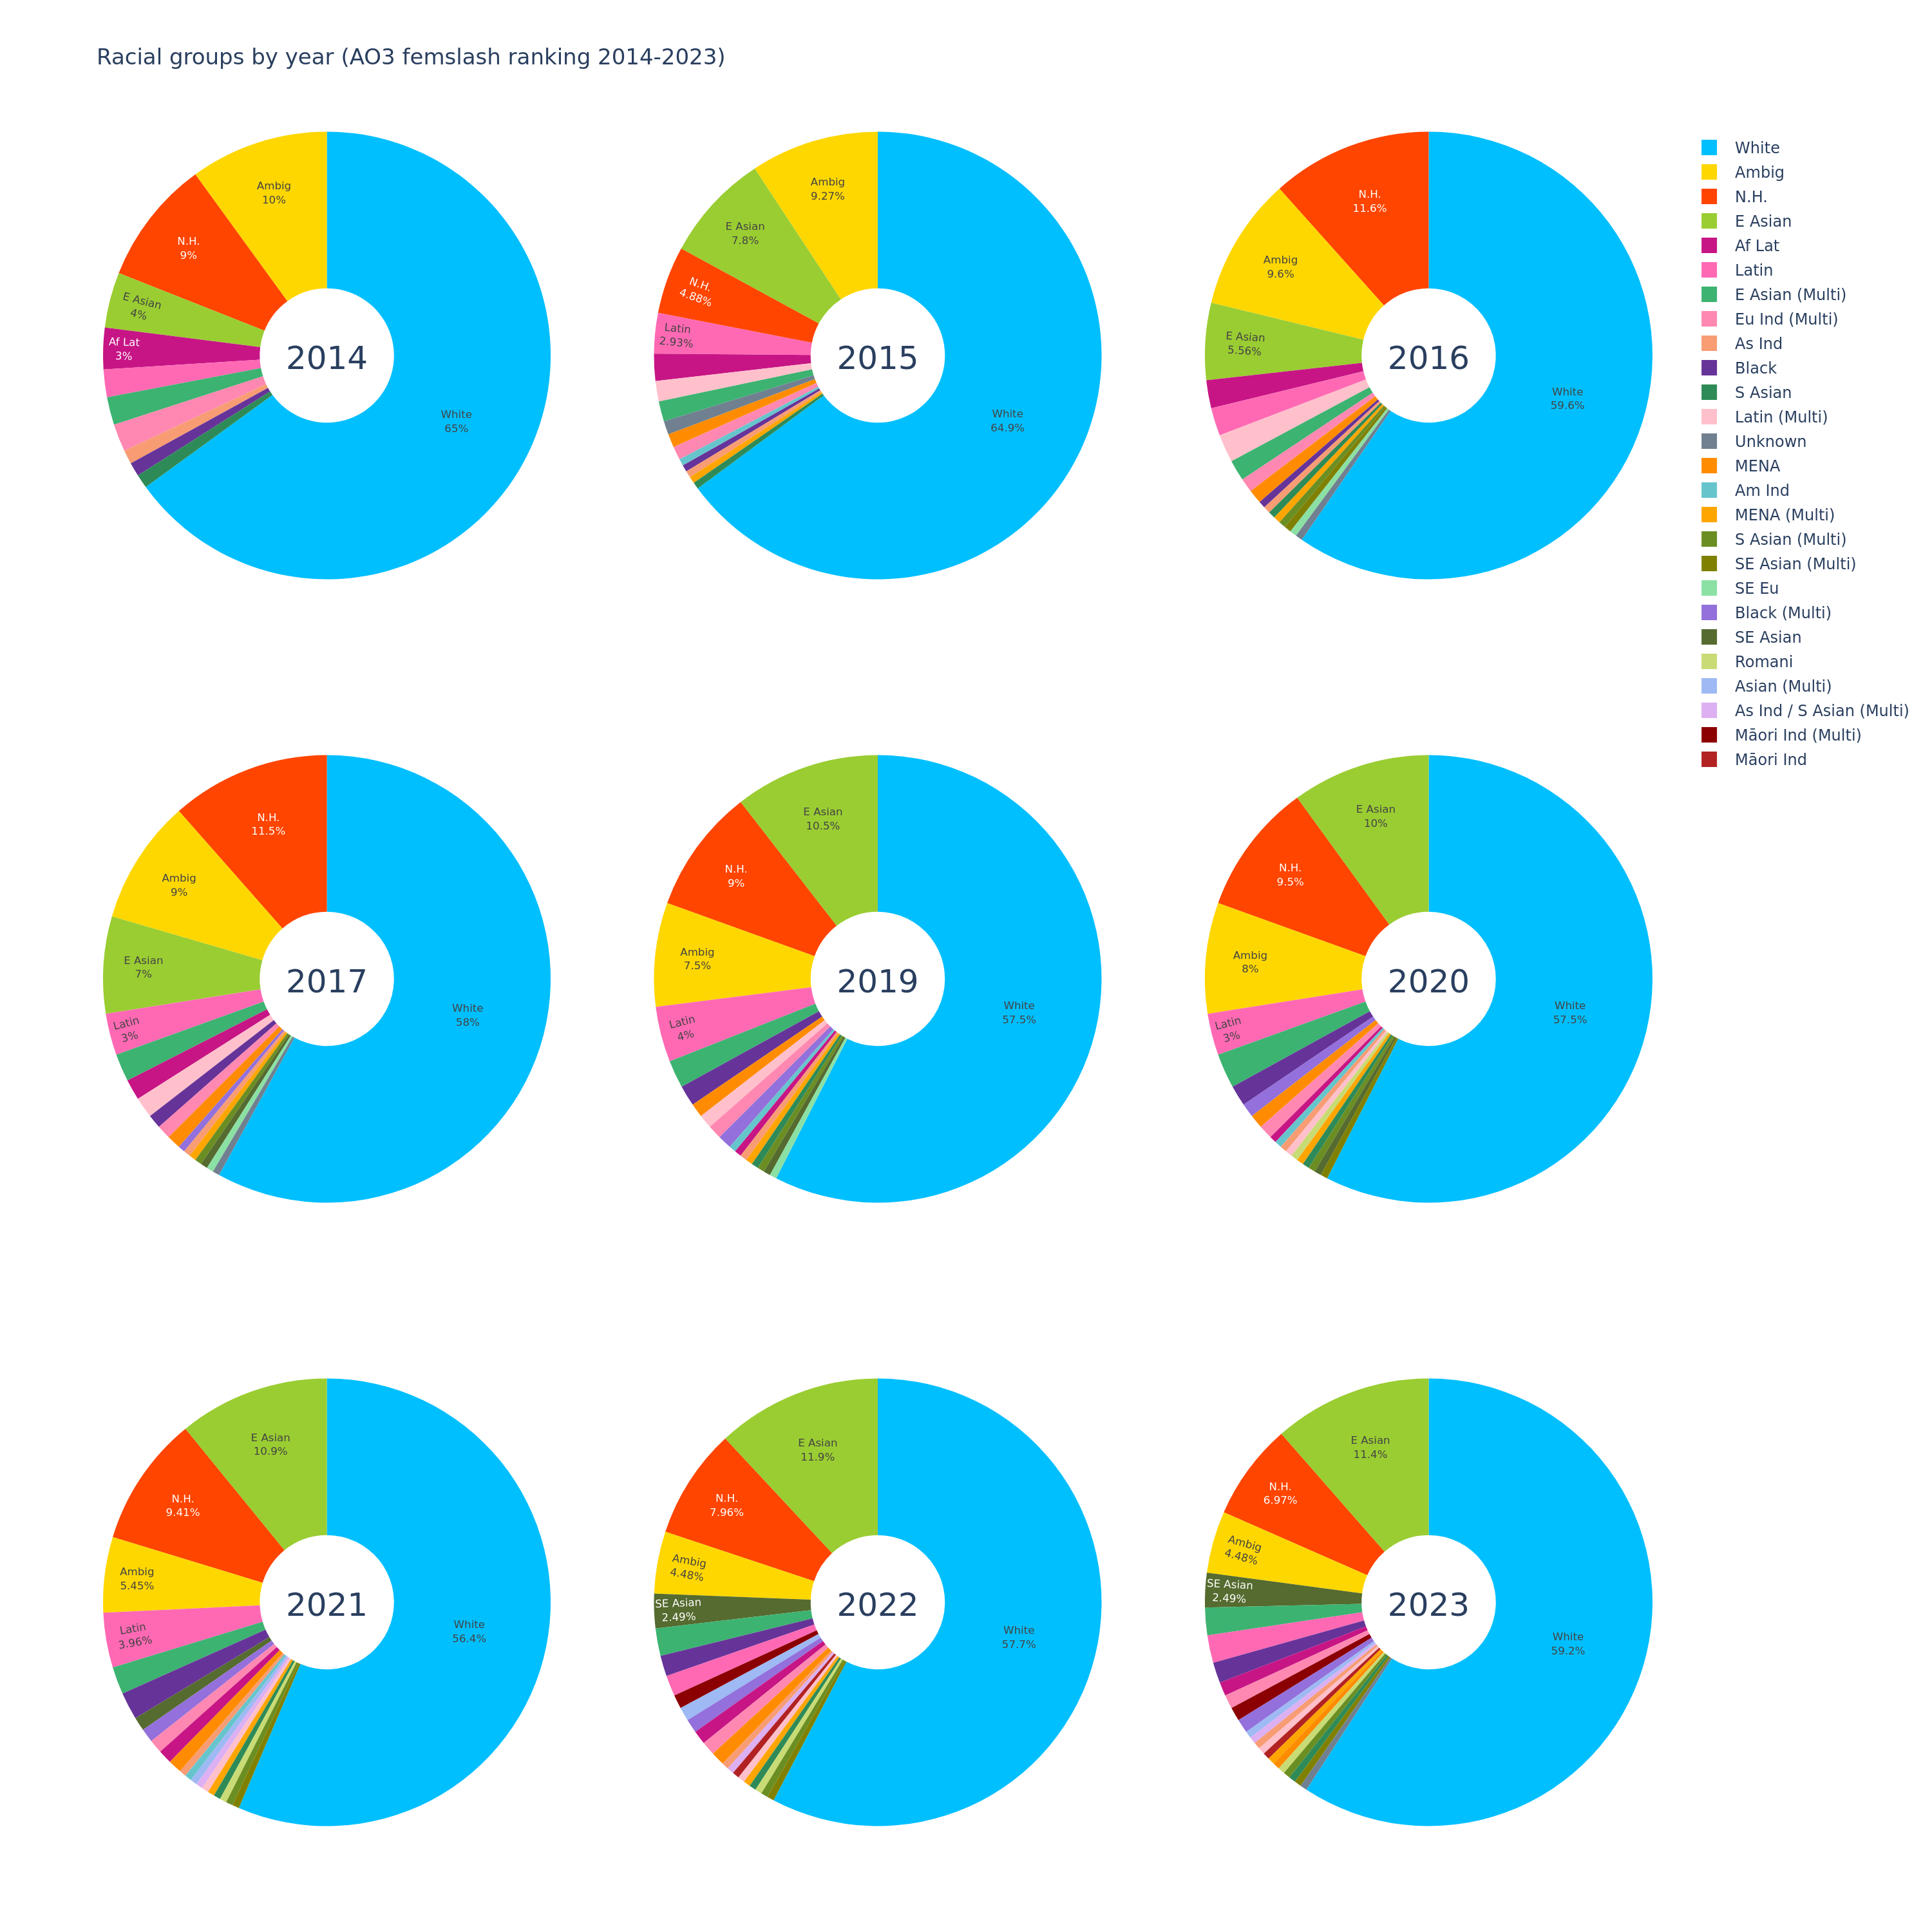 Racial groups by year (AO3 femslash ranking 2014-2023)
Ambig
10%
N.H.
9%
E Asian
4%
Af Lat
3%
White
65%
2014
Ambig
9.27%
E Asian
7.8%
N.H.
4.88%
Latin
2.93%
White
64.9%
2015
N.H.
11.6%
Ambig
9.6%
E Asian
5.56%
White
59.6%
2016
White
Ambig
N.H.
E Asian
Af Lat
Latin
E Asian (Multi)
Eu Ind (Multi)
As Ind
Black
S Asian
Latin (Multi)
Unknown
MENA
Am Ind
MENA (Multi)
S Asian (Multi)
SE Asian (Multi)
SE Eu
Black (Multi)
SE Asian
Romani
Asian (Multi)
As Ind / S Asian (Multi)
Māori Ind (Multi)
Māori Ind
N.H.
11.5%
Ambig
9%
E Asian
7%
Latin
3%
White
58%
2017
E Asian
10.5%
N.H.
9%
Ambig
7.5%
Latin
4%
White
57.5%
2019
E Asian
10%
N.H.
9.5%
Ambig
8%
Latin
3%
White
57.5%
2020
E Asian
10.9%
N.H.
9.41%
Ambig
5.45%
Latin
3.96%
White
56.4%
2021
E Asian
11.9%
N.H.
7.96%
Ambig
4.48%
SE Asian
2.49%
White
57.7%
2022
E Asian
11.4%
N.H.
6.97%
Ambig
4.48%
SE Asian
2.49%
White
59.2%
2023